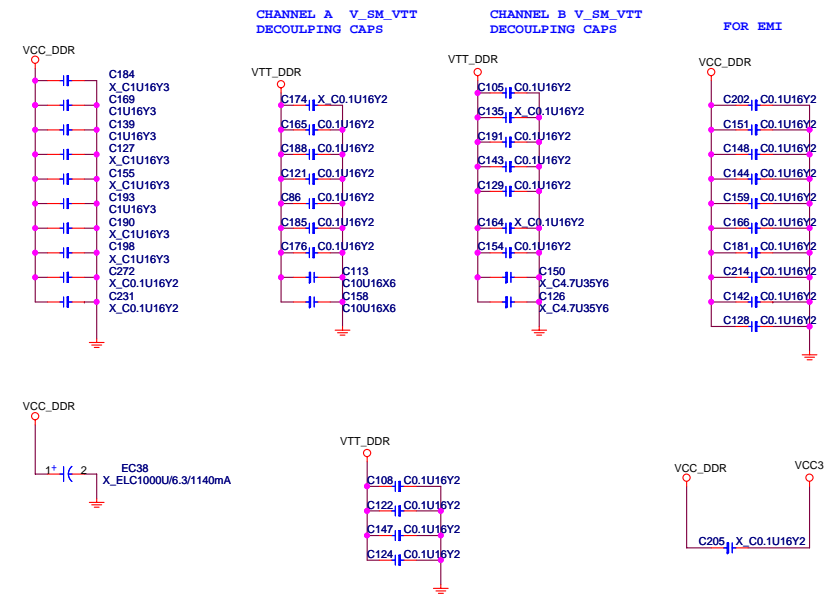 CHANNEL A V_SM_VTT
DECOULPING CAPS
CHANNEL B V_SM_VTT
DECOULPING CAPS
FOR EMI
VCC_DDR
C184
X_C1U16Y3
C169
C1U16Y3
C139
C1U16Y3
C127
X_C1U16Y3
C155
X_C1U16Y3
C193
C1U16Y3
C190
X_C1U16Y3
C198
X_C1U16Y3
C272
X_C0.1U16Y2
C231
X_C0.1U16Y2
VTT_DDR
C174 X_C0.1U16Y2
C165 C0.1U16Y2
C188 C0.1U16Y2
C121 C0.1U16Y2
C86 C0.1U16Y2
C185 C0.1U16Y2
C176 C0.1U16Y2
C113
C10U16X6
C158
C10U16X6
VTT_DDR
C105 C0.1U16Y2
C135 X_C0.1U16Y2
C191 C0.1U16Y2
C143 C0.1U16Y2
C129 C0.1U16Y2
C164 X_C0.1U16Y2
C154 C0.1U16Y2
C150
X_C4.7U35Y6
C126
X_C4.7U35Y6
VCC_DDR
C202 C0.1U16Y2
C151 C0.1U16Y2
C148 C0.1U16Y2
C144 C0.1U16Y2
C159 C0.1U16Y2
C166 C0.1U16Y2
C181 C0.1U16Y2
C214 C0.1U16Y2
C142 C0.1U16Y2
C128 C0.1U16Y2
VCC_DDR
1 + 2
EC38
X_ELC1000U/6.3/1140mA
VTT_DDR
C108 C0.1U16Y2
C122 C0.1U16Y2
C147 C0.1U16Y2
C124 C0.1U16Y2
VCC_DDR
VCC3
C205 X_C0.1U16Y2